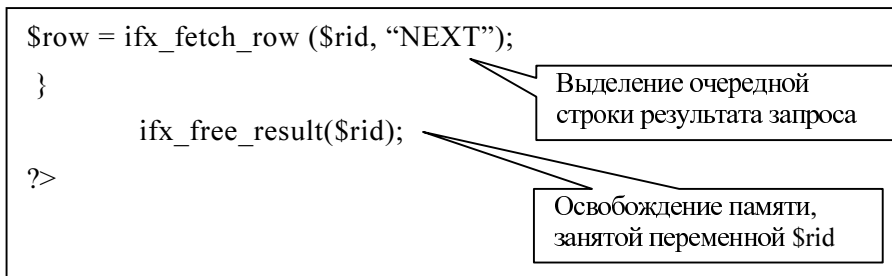 $row = ifx_fetch_row ($rid, “NEXT”);
}
Выделение очередной
строки результата запроса
ifx_free_result($rid);
?>
Освобождение памяти,
занятой переменной $rid